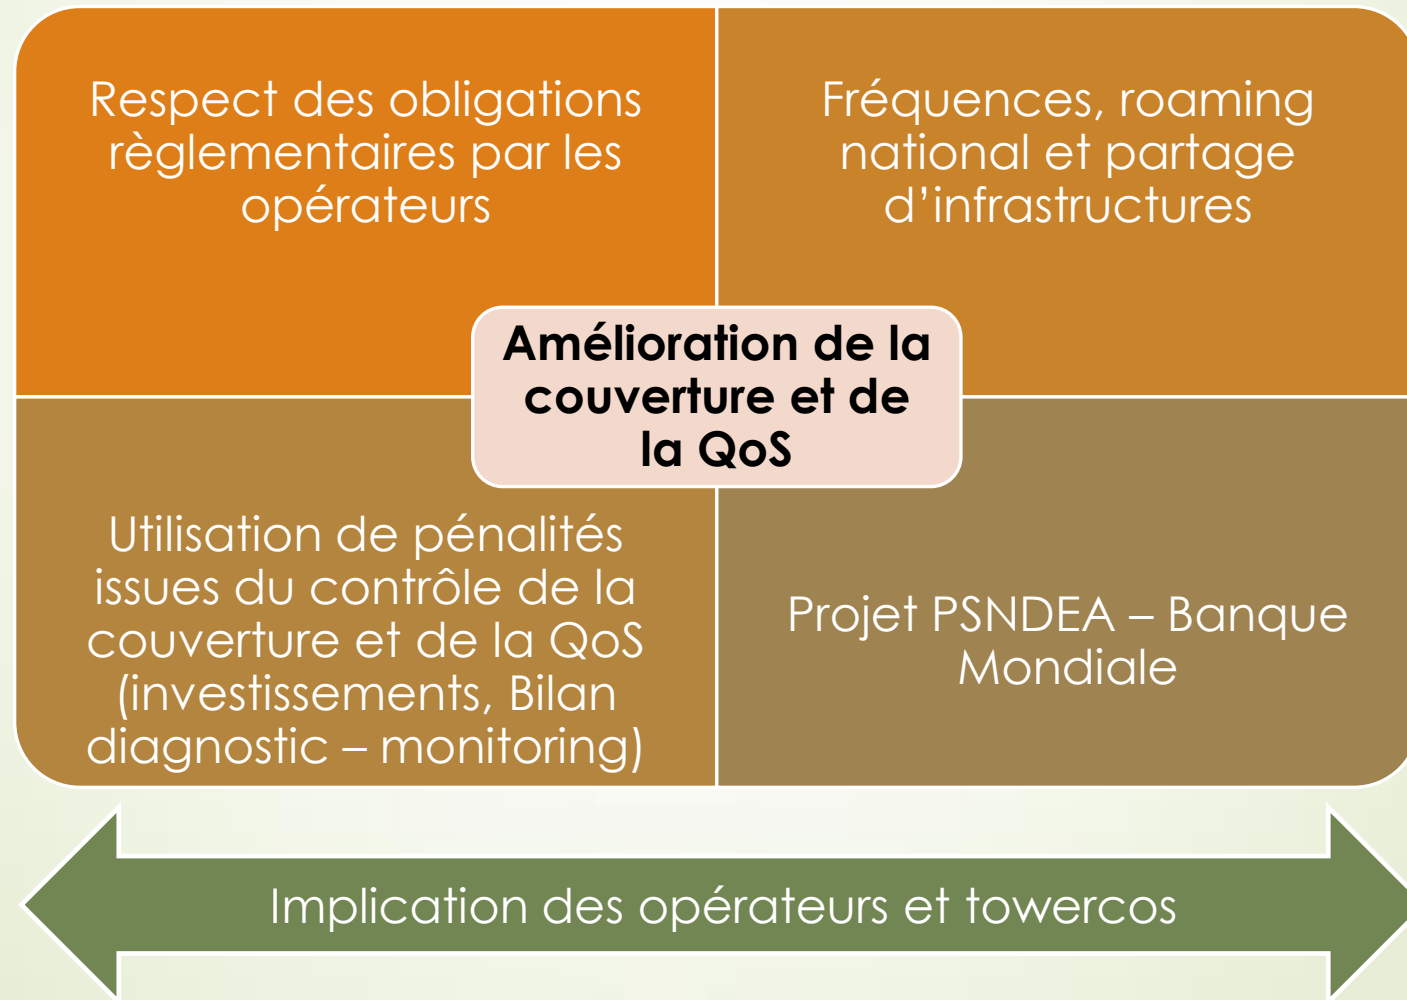 Respect des obligations
règlementaires par les
opérateurs
Fréquences, roaming
national et partage
d’infrastructures
Amélioration de la
couverture et de
la QoS
Utilisation de pénalités
issues du contrôle de la
couverture et de la QoS
(investissements, Bilan
diagnostic – monitoring)
Projet PSNDEA – Banque
Mondiale
Implication des opérateurs et towercos